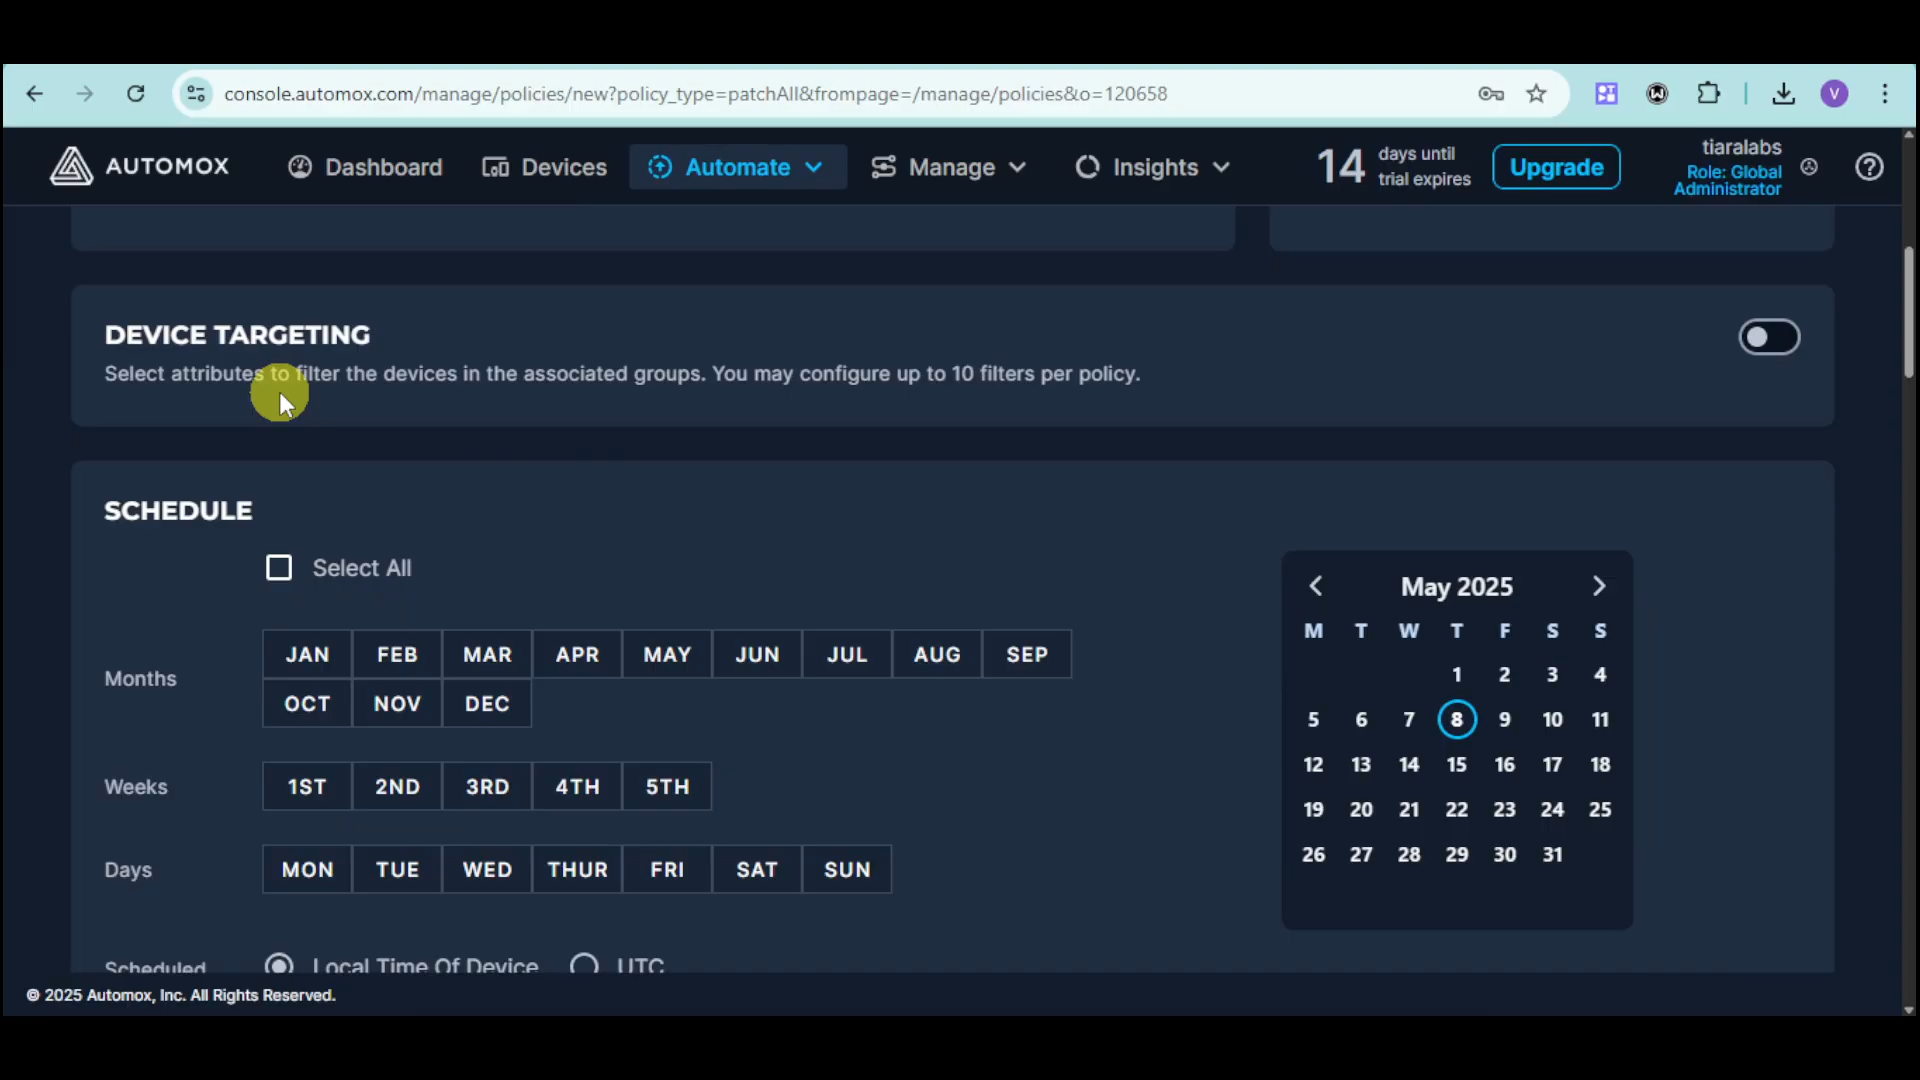 console.automox.com/manage/policies/new?policy_type=patchAll&frompage=/manage/policies&o=120658
V
AUTOMOX
Dashboard
Devices
Automate
Manage
Insights
14
days until
trial expires
Upgrade
tiaralabs
Role: Global
Administrator
DEVICE TARGETING
Select attributes to filter the devices in the associated groups. You may configure up to 10 filters per policy.
SCHEDULE
Select All
Months
JAN FEB MAR APR MAY JUN JUL AUG SEP
OCT NOV DEC
Weeks
1ST 2ND 3RD 4TH 5TH
Days
MON TUE WED THUR FRI SAT SUN
Scheduled
Local Time Of Device
UTC
May 2025
M T W T F S S
1 2 3 4
5 6 7 8 9 10 11
12 13 14 15 16 17 18
19 20 21 22 23 24 25
26 27 28 29 30 31
© 2025 Automox, Inc. All Rights Reserved.